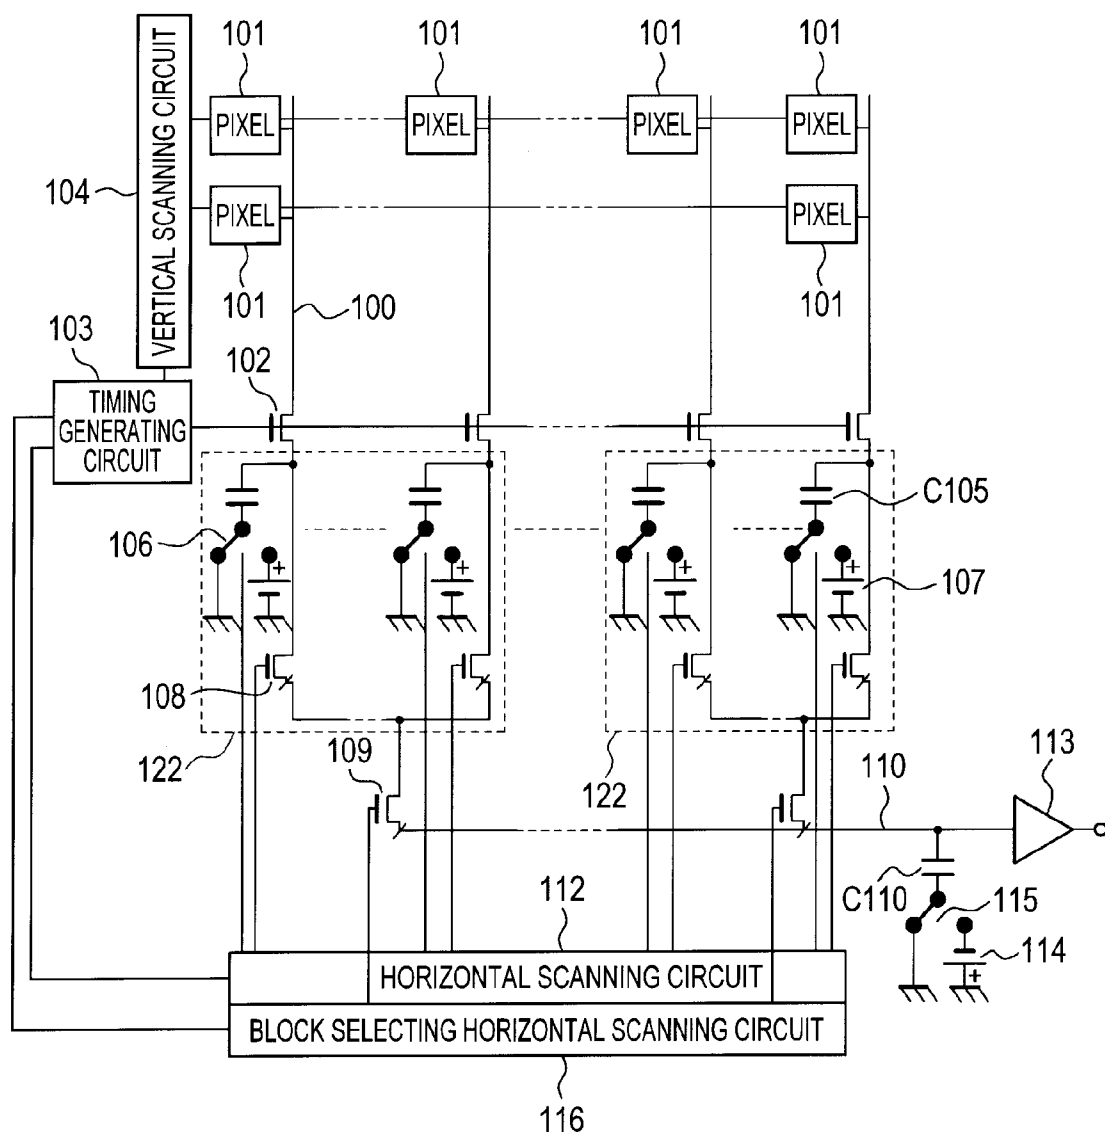 101
101
101
101
PIXEL
PIXEL
PIXEL
PIXEL
VERTICAL SCANNING CIRCUIT
104
PIXEL
PIXEL
101
101
100
103
102
TIMING
GENERATING
CIRCUIT
C105
106
+
+
+
+
107
108
122
109
122
110
113
112
C110
115
114
+
HORIZONTAL SCANNING CIRCUIT
BLOCK SELECTING HORIZONTAL SCANNING CIRCUIT
116